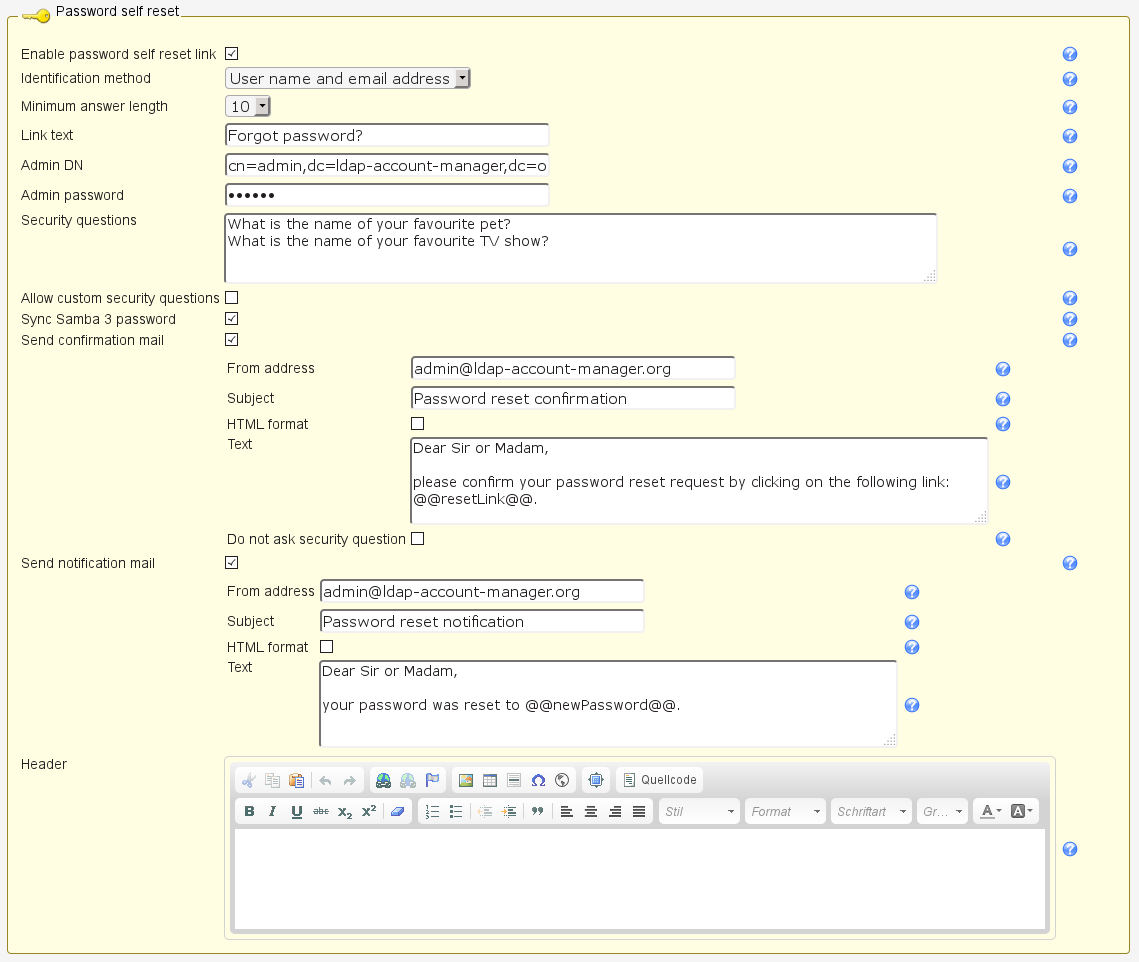 Password self reset
Enable password self reset link
Identification method User name and email address
Minimum answer length 10
Link text Forgot password?
Admin DN cn=admin,dc=ldap-account-manager,dc=o
Admin password ••••••
Security questions What is the name of your favourite pet?
What is the name of your favourite TV show?
Allow custom security questions
Sync Samba 3 password
Send confirmation mail
From address admin@ldap-account-manager.org
Subject Password reset confirmation
HTML format
Text Dear Sir or Madam,
please confirm your password reset request by clicking on the following link:
@@resetLink@@.
Do not ask security question
Send notification mail
From address admin@ldap-account-manager.org
Subject Password reset notification
HTML format
Text Dear Sir or Madam,
your password was reset to @@newPassword@@.
Header
Quellcode
B I U abc x₂ x² Stil Format Schriftart Gr... A A